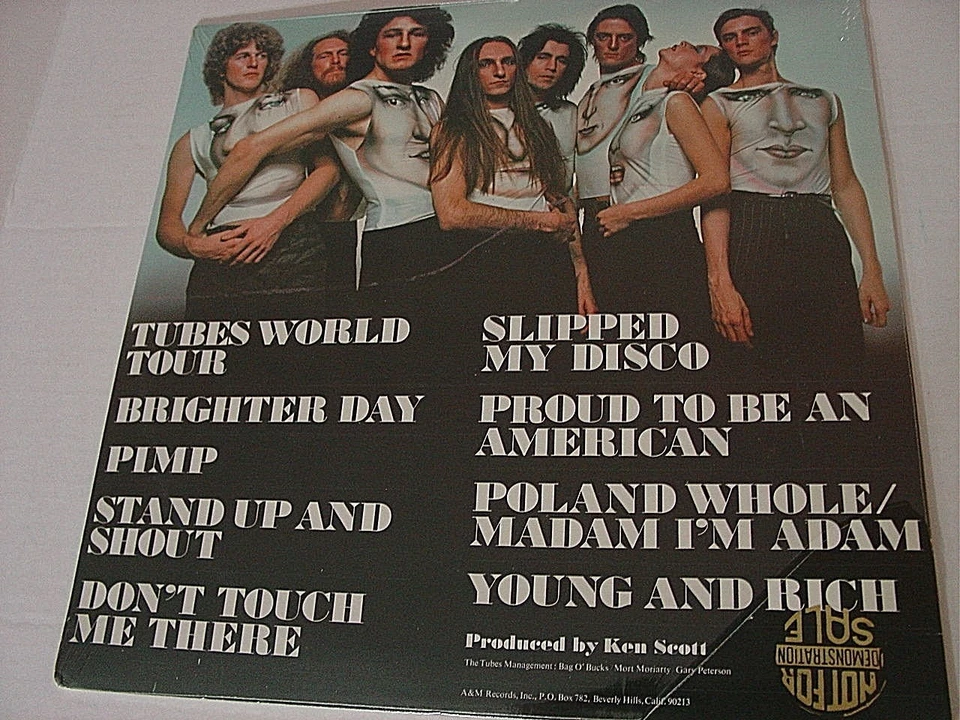 TUBES WORLD
TOUR
BRIGHTER DAY
PIMP
STAND UP AND
SHOUT
DON'T TOUCH
ME THERE
SLIPPED
MY DISCO
PROUD TO BE AN
AMERICAN
POLAND WHOLE/
MADAM I'M ADAM
YOUNG AND RICH
Produced by Ken Scott
The Tubes Management: Bag O' Bucks / Mort Moriarty / Gary Peterson
A&M Records, Inc., P.O. Box 782, Beverly Hills, Calif. 90213
NOT FOR
DEMONSTRATION
SALE